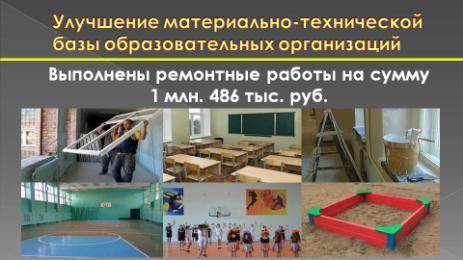 Улучшение материально-технической
базы образовательных организаций
Выполнены ремонтные работы на сумму
1 млн. 486 тыс. руб.